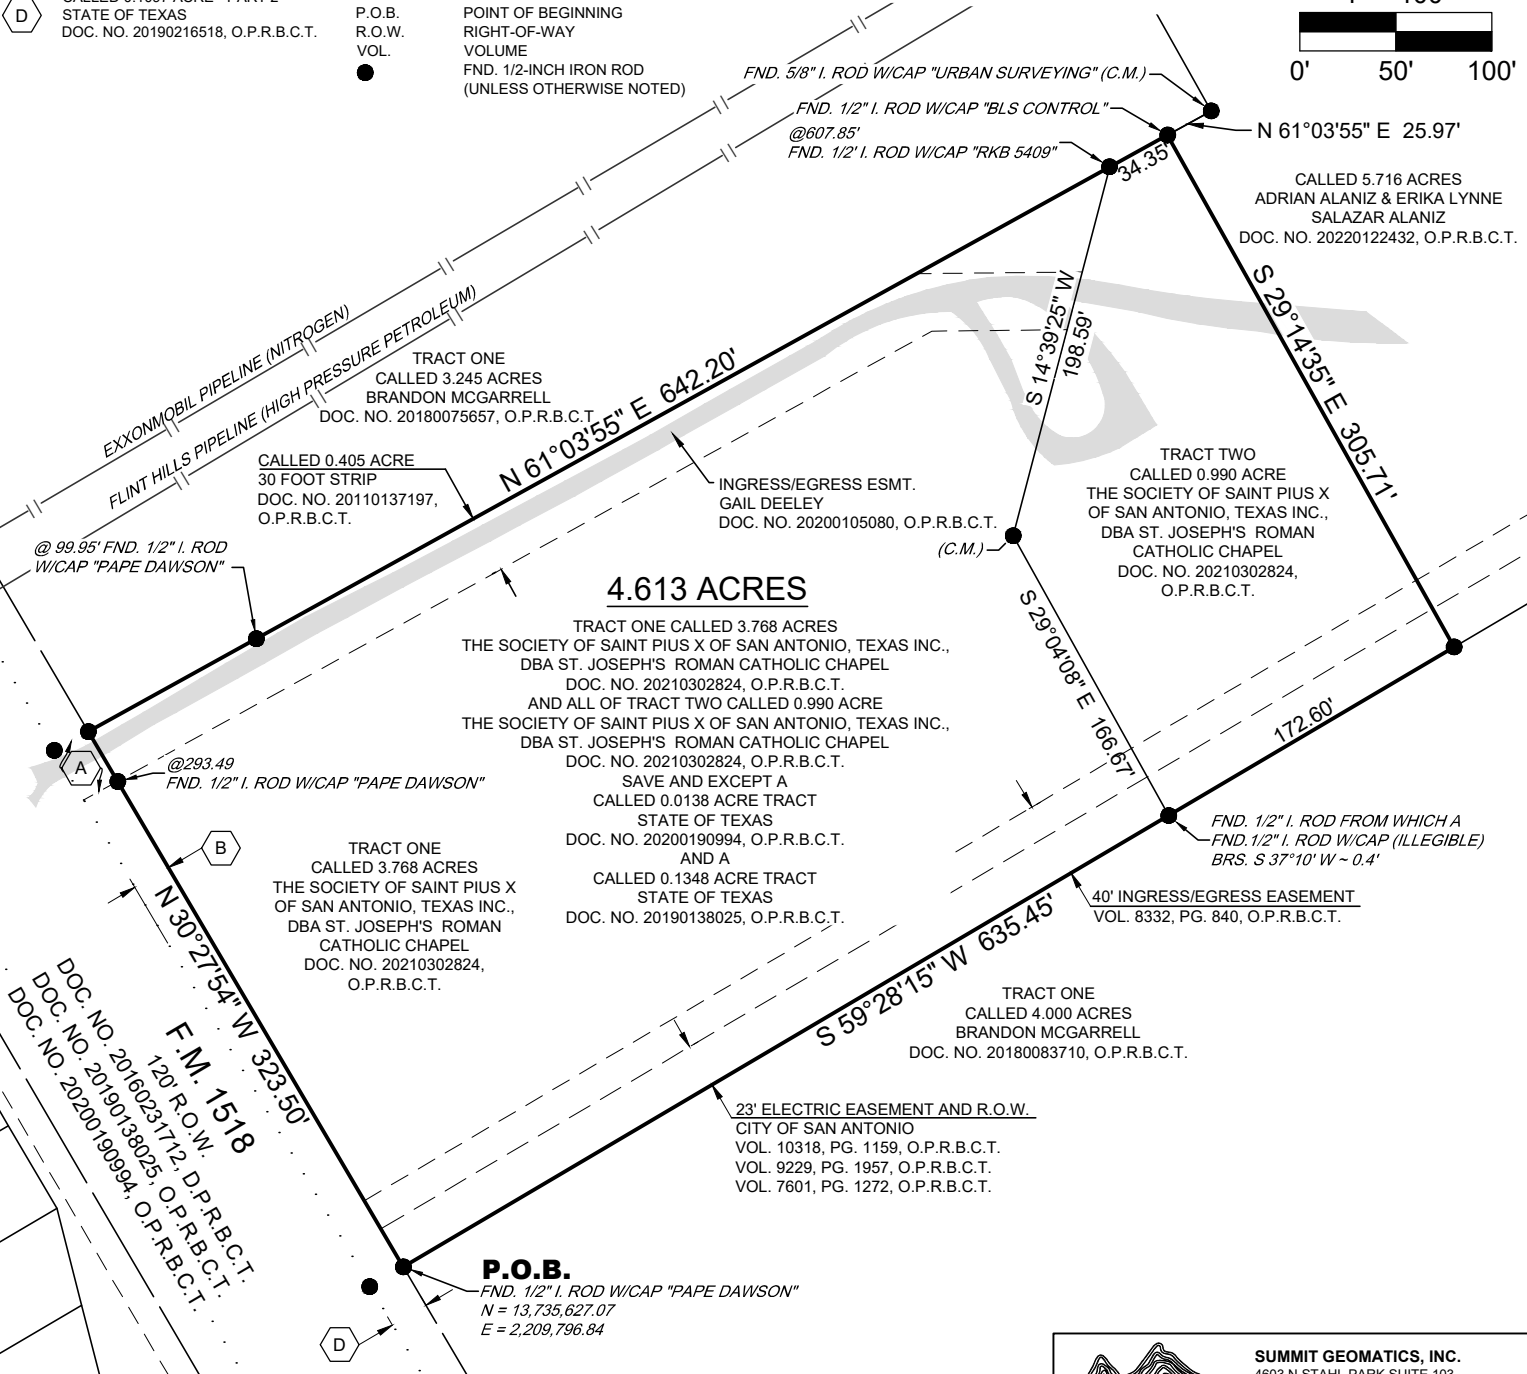 D
STATE OF TEXAS
DOC. NO. 20190216518, O.P.R.B.C.T.
P.O.B. POINT OF BEGINNING
R.O.W. RIGHT-OF-WAY
VOL. VOLUME
FND. 1/2-INCH IRON ROD
(UNLESS OTHERWISE NOTED)
0' 50' 100'
FND. 5/8" I. ROD W/CAP "URBAN SURVEYING" (C.M.)
FND. 1/2" I. ROD W/CAP "BLS CONTROL"
@607.85'
FND. 1/2' I. ROD W/CAP "RKB 5409"
34.35'
N 61°03'55" E 25.97'
CALLED 5.716 ACRES
ADRIAN ALANIZ & ERIKA LYNNE
SALAZAR ALANIZ
DOC. NO. 20220122432, O.P.R.B.C.T.
S 29°14'35" E 305.71'
S 14°39'25" W
198.59'
EXXONMOBIL PIPELINE (NITROGEN)
FLINT HILLS PIPELINE (HIGH PRESSURE PETROLEUM)
TRACT ONE
CALLED 3.245 ACRES
BRANDON MCGARRELL
DOC. NO. 20180075657, O.P.R.B.C.T.
N 61°03'55" E 642.20'
CALLED 0.405 ACRE
30 FOOT STRIP
DOC. NO. 20110137197,
O.P.R.B.C.T.
@ 99.95' FND. 1/2" I. ROD
W/CAP "PAPE DAWSON"
INGRESS/EGRESS ESMT.
GAIL DEELEY
DOC. NO. 20200105080, O.P.R.B.C.T.
(C.M.)
TRACT TWO
CALLED 0.990 ACRE
THE SOCIETY OF SAINT PIUS X
OF SAN ANTONIO, TEXAS INC.,
DBA ST. JOSEPH'S ROMAN
CATHOLIC CHAPEL
DOC. NO. 20210302824,
O.P.R.B.C.T.
4.613 ACRES
TRACT ONE CALLED 3.768 ACRES
THE SOCIETY OF SAINT PIUS X OF SAN ANTONIO, TEXAS INC.,
DBA ST. JOSEPH'S ROMAN CATHOLIC CHAPEL
DOC. NO. 20210302824, O.P.R.B.C.T.
AND ALL OF TRACT TWO CALLED 0.990 ACRE
THE SOCIETY OF SAINT PIUS X OF SAN ANTONIO, TEXAS INC.,
DBA ST. JOSEPH'S ROMAN CATHOLIC CHAPEL
DOC. NO. 20210302824, O.P.R.B.C.T.
SAVE AND EXCEPT A
CALLED 0.0138 ACRE TRACT
STATE OF TEXAS
DOC. NO. 20200190994, O.P.R.B.C.T.
AND A
CALLED 0.1348 ACRE TRACT
STATE OF TEXAS
DOC. NO. 20190138025, O.P.R.B.C.T.
S 29°04'08" E 166.67'
172.60'
A
@293.49
FND. 1/2" I. ROD W/CAP "PAPE DAWSON"
B
TRACT ONE
CALLED 3.768 ACRES
THE SOCIETY OF SAINT PIUS X
OF SAN ANTONIO, TEXAS INC.,
DBA ST. JOSEPH'S ROMAN
CATHOLIC CHAPEL
DOC. NO. 20210302824,
O.P.R.B.C.T.
FND. 1/2" I. ROD FROM WHICH A
FND.1/2" I. ROD W/CAP (ILLEGIBLE)
BRS. S 37°10' W ~ 0.4'
40' INGRESS/EGRESS EASEMENT
VOL. 8332, PG. 840, O.P.R.B.C.T.
S 59°28'15" W 635.45'
TRACT ONE
CALLED 4.000 ACRES
BRANDON MCGARRELL
DOC. NO. 20180083710, O.P.R.B.C.T.
N 30°27'54" W 323.50'
F.M. 1518
120' R.O.W.
DOC. NO. 20160231712, D.P.R.B.C.T.
DOC. NO. 20190138025, O.P.R.B.C.T.
DOC. NO. 20200190994, O.P.R.B.C.T.
23' ELECTRIC EASEMENT AND R.O.W.
CITY OF SAN ANTONIO
VOL. 10318, PG. 1159, O.P.R.B.C.T.
VOL. 9229, PG. 1957, O.P.R.B.C.T.
VOL. 7601, PG. 1272, O.P.R.B.C.T.
P.O.B.
FND. 1/2" I. ROD W/CAP "PAPE DAWSON"
N = 13,735,627.07
E = 2,209,796.84
D
SUMMIT GEOMATICS, INC.